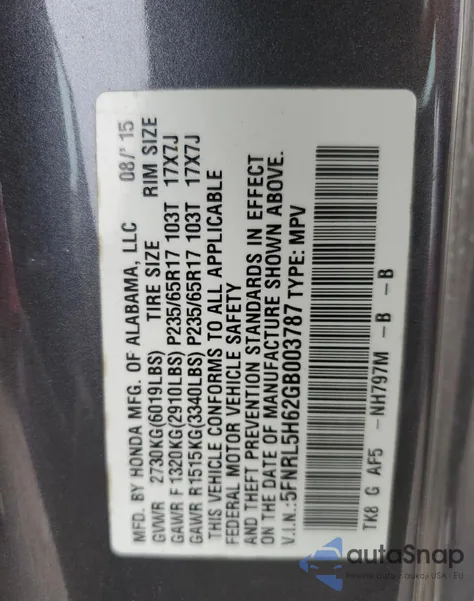 MFD. BY HONDA MFG. OF ALABAMA, LLC 08/'15
GVWR 2730KG(6019LBS) TIRE SIZE RIM SIZE
GAWR F 1320KG(2910LBS) P235/65R17 103T 17X7J
GAWR R 1515KG(3340LBS) P235/65R17 103T 17X7J
THIS VEHICLE CONFORMS TO ALL APPLICABLE
FEDERAL MOTOR VEHICLE SAFETY
AND THEFT PREVENTION STANDARDS IN EFFECT
ON THE DATE OF MANUFACTURE SHOWN ABOVE.
V.I.N.:5FNRL5H62GB003787 TYPE: MPV
TK8 G AF5 -NH797M -B -B
autoSnap